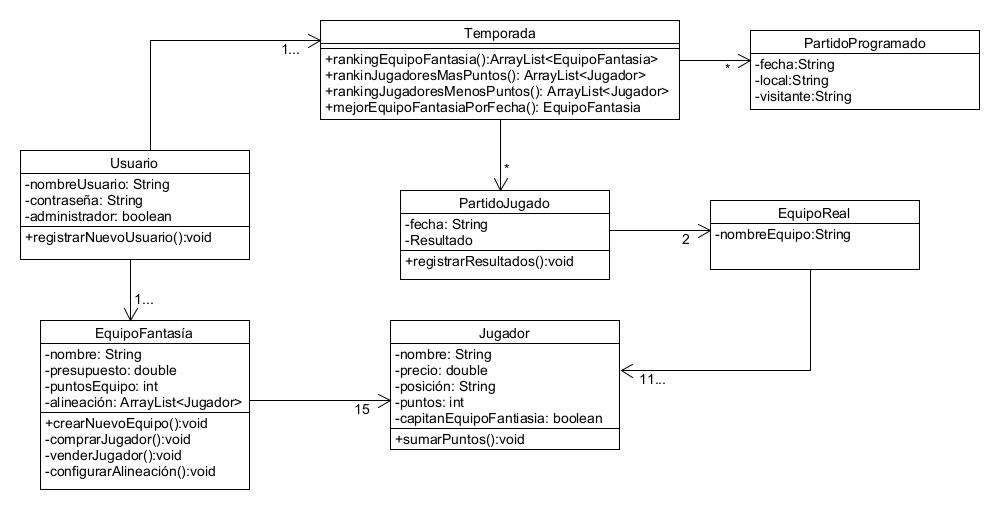 Temporada
+rankingEquipoFantasia():ArrayList<EquipoFantasia>
+rankinJugadoresMasPuntos(): ArrayList<Jugador>
+rankingJugadoresMenosPuntos(): ArrayList<Jugador>
+mejorEquipoFantasiaPorFecha(): EquipoFantasia
1...
*
PartidoProgramado
-fecha:String
-local:String
-visitante:String
Usuario
-nombreUsuario: String
-contraseña: String
-administrador: boolean
+registrarNuevoUsuario():void
*
PartidoJugado
-fecha: String
-Resultado
+registrarResultados():void
2
EquipoReal
-nombreEquipo:String
1...
EquipoFantasía
-nombre: String
-presupuesto: double
-puntosEquipo: int
-alineación: ArrayList<Jugador>
+crearNuevoEquipo():void
-comprarJugador():void
-venderJugador():void
-configurarAlineación():void
15
Jugador
-nombre: String
-precio: double
-posición: String
-puntos: int
-capitanEquipoFantiasia: boolean
+sumarPuntos():void
11...